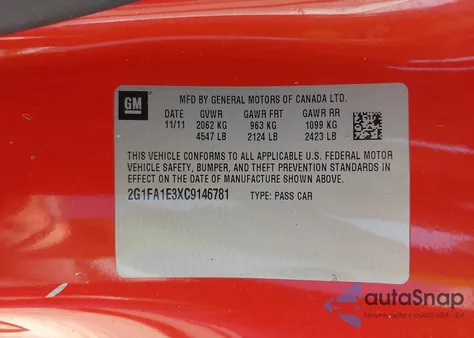 GM
MFD BY GENERAL MOTORS OF CANADA LTD.
DATE GVWR GAWR FRT GAWR RR
11/11 2062 KG 963 KG 1099 KG
4547 LB 2124 LB 2423 LB
THIS VEHICLE CONFORMS TO ALL APPLICABLE U.S. FEDERAL MOTOR
VEHICLE SAFETY, BUMPER, AND THEFT PREVENTION STANDARDS IN
EFFECT ON THE DATE OF MANUFACTURE SHOWN ABOVE.
2G1FA1E3XC9146781 TYPE: PASS CAR
autaSnap